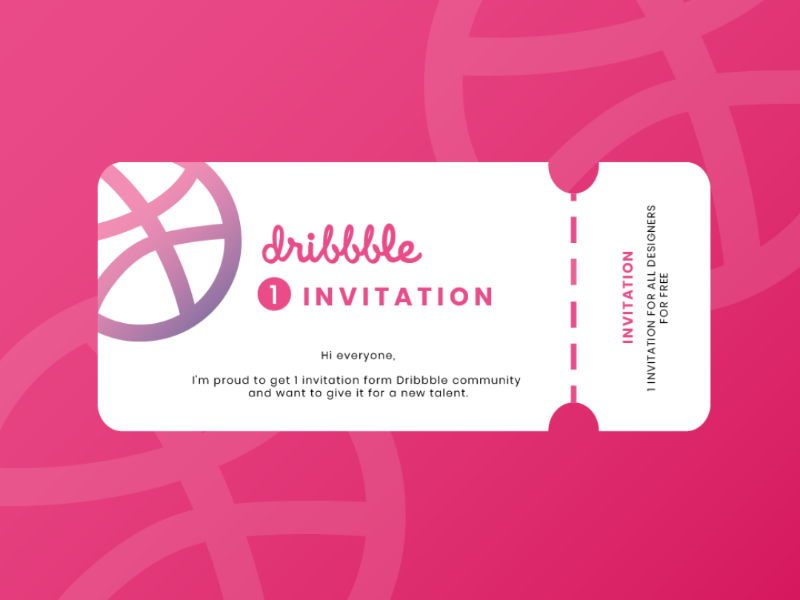 dribbble
1 INVITATION
Hi everyone,
I'm proud to get 1 invitation form Dribbble community
and want to give it for a new talent.
INVITATION
1 INVITATION FOR ALL DESIGNERS
FOR FREE